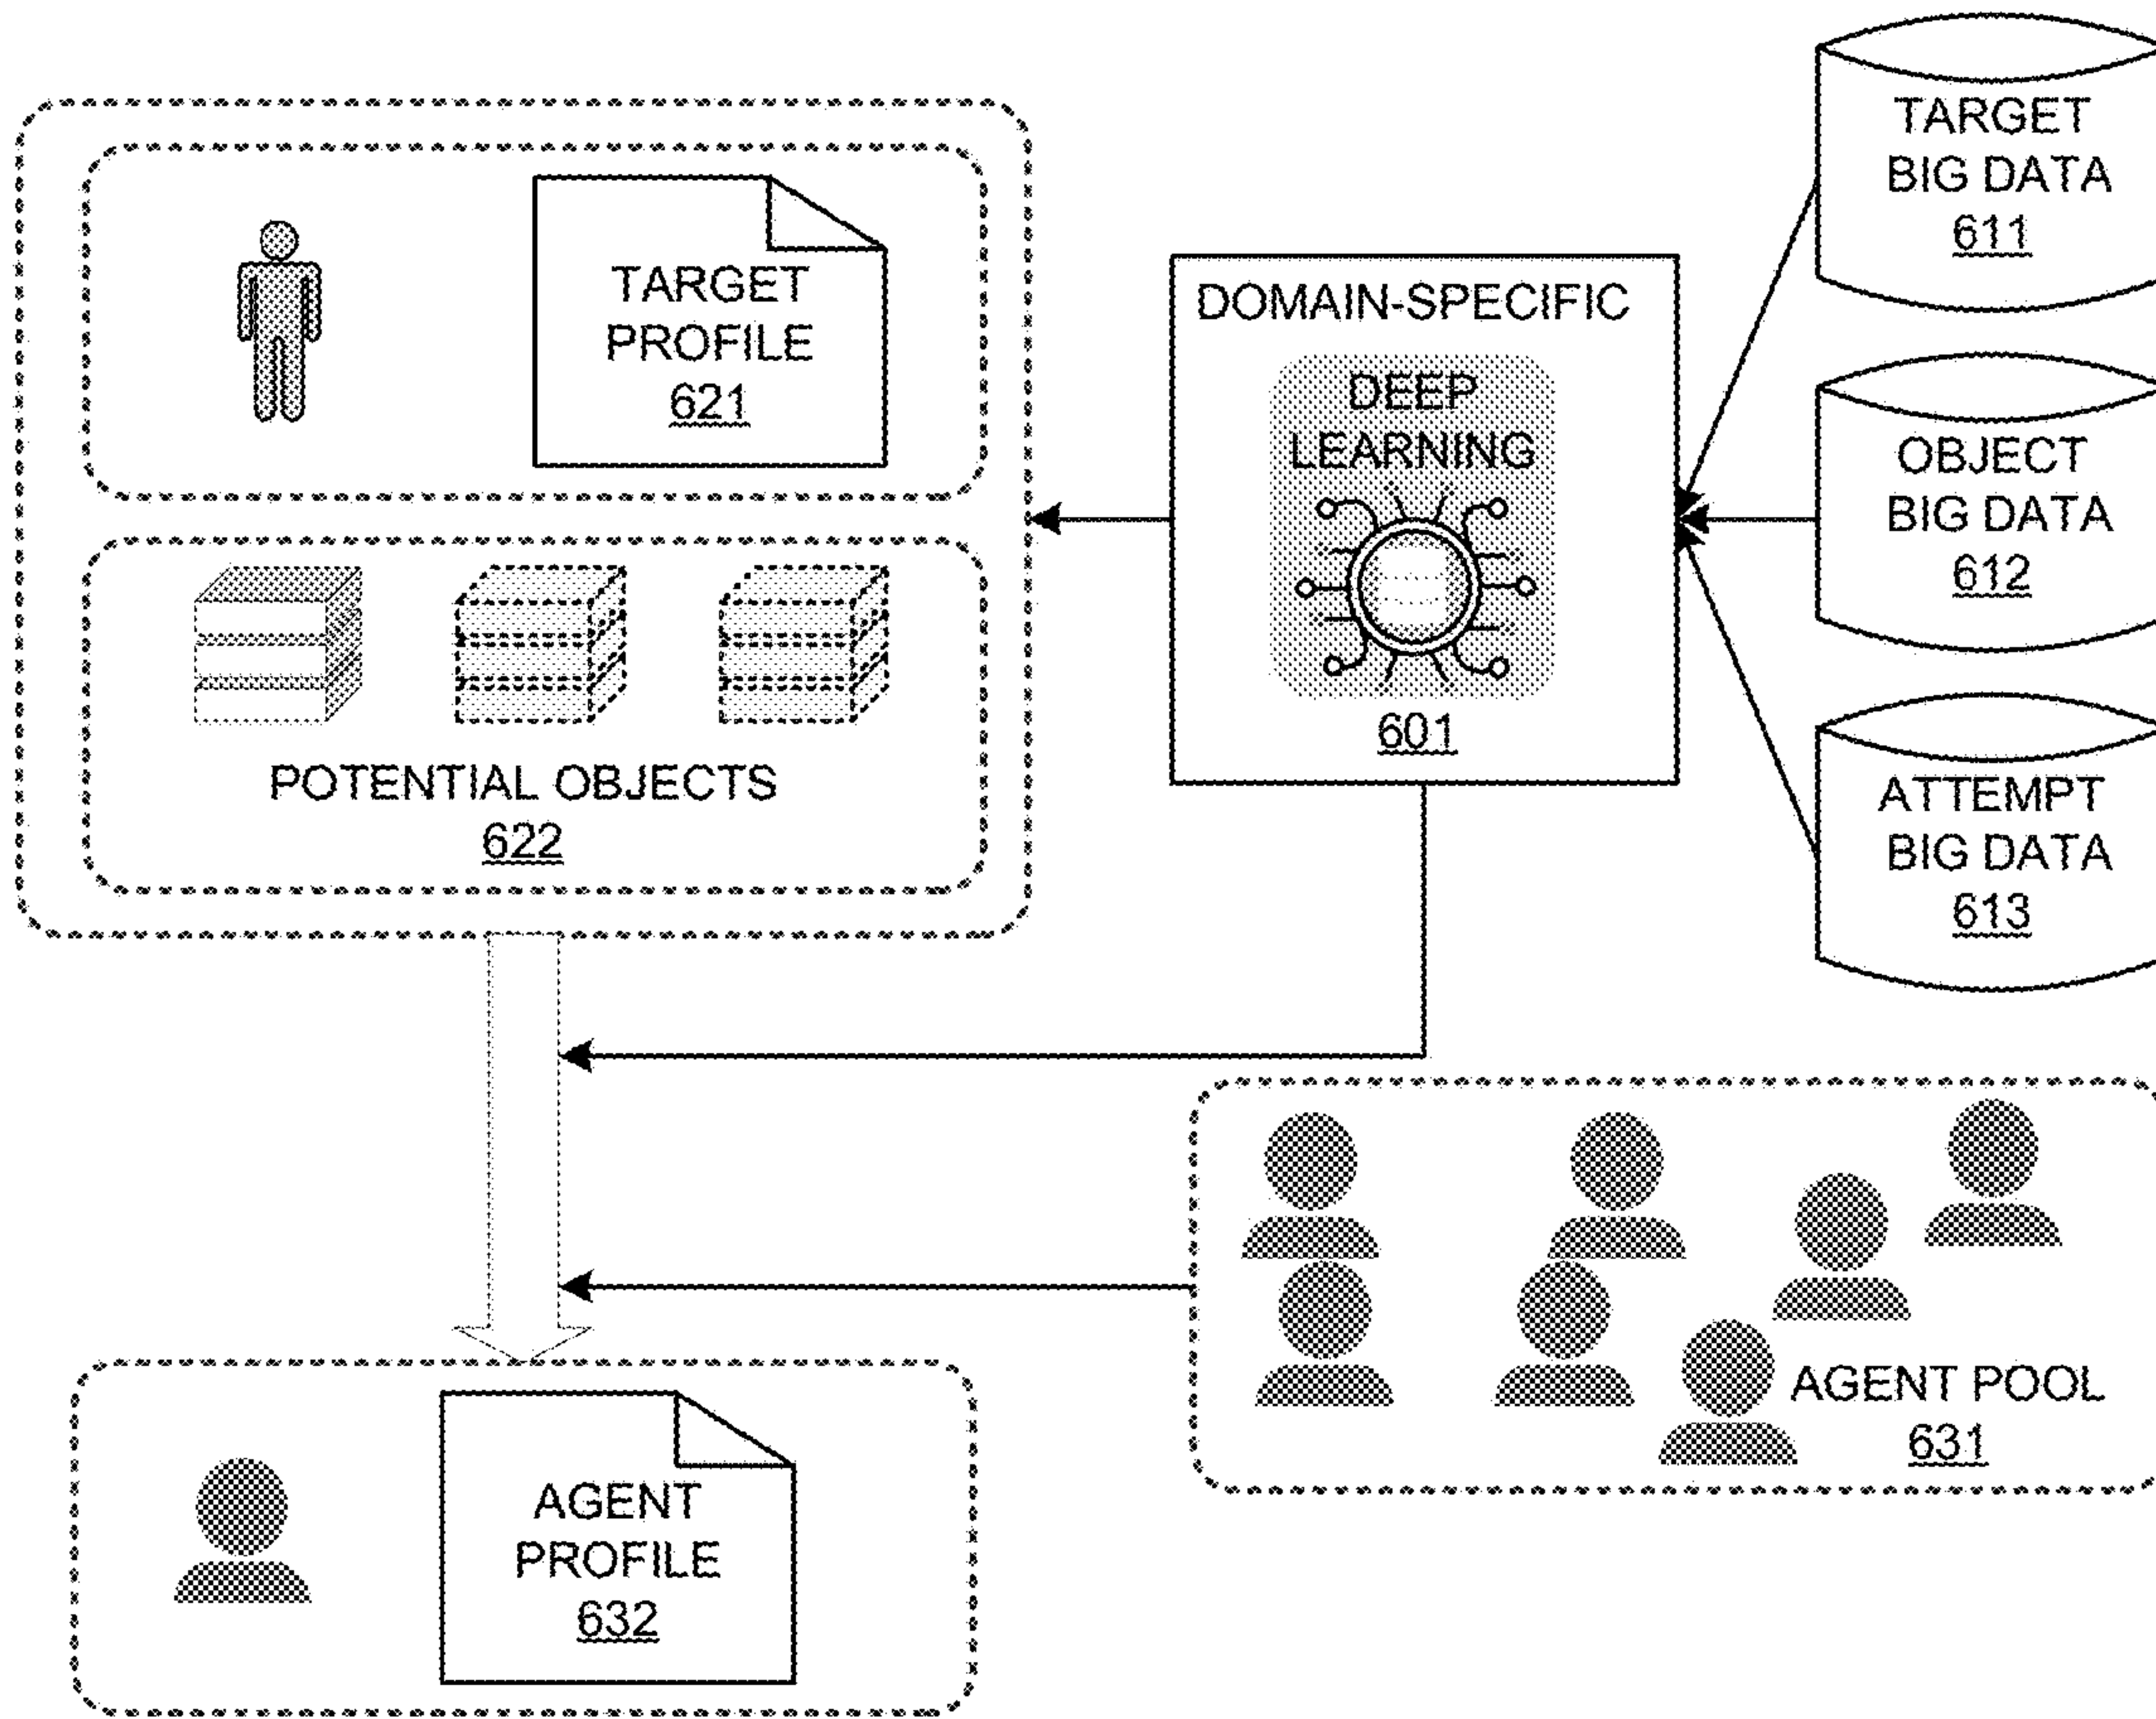 TARGET
BIG DATA
611
TARGET
PROFILE
621
DOMAIN-SPECIFIC
DEEP
LEARNING
601
OBJECT
BIG DATA
612
POTENTIAL OBJECTS
622
ATTEMPT
BIG DATA
613
AGENT POOL
631
AGENT
PROFILE
632